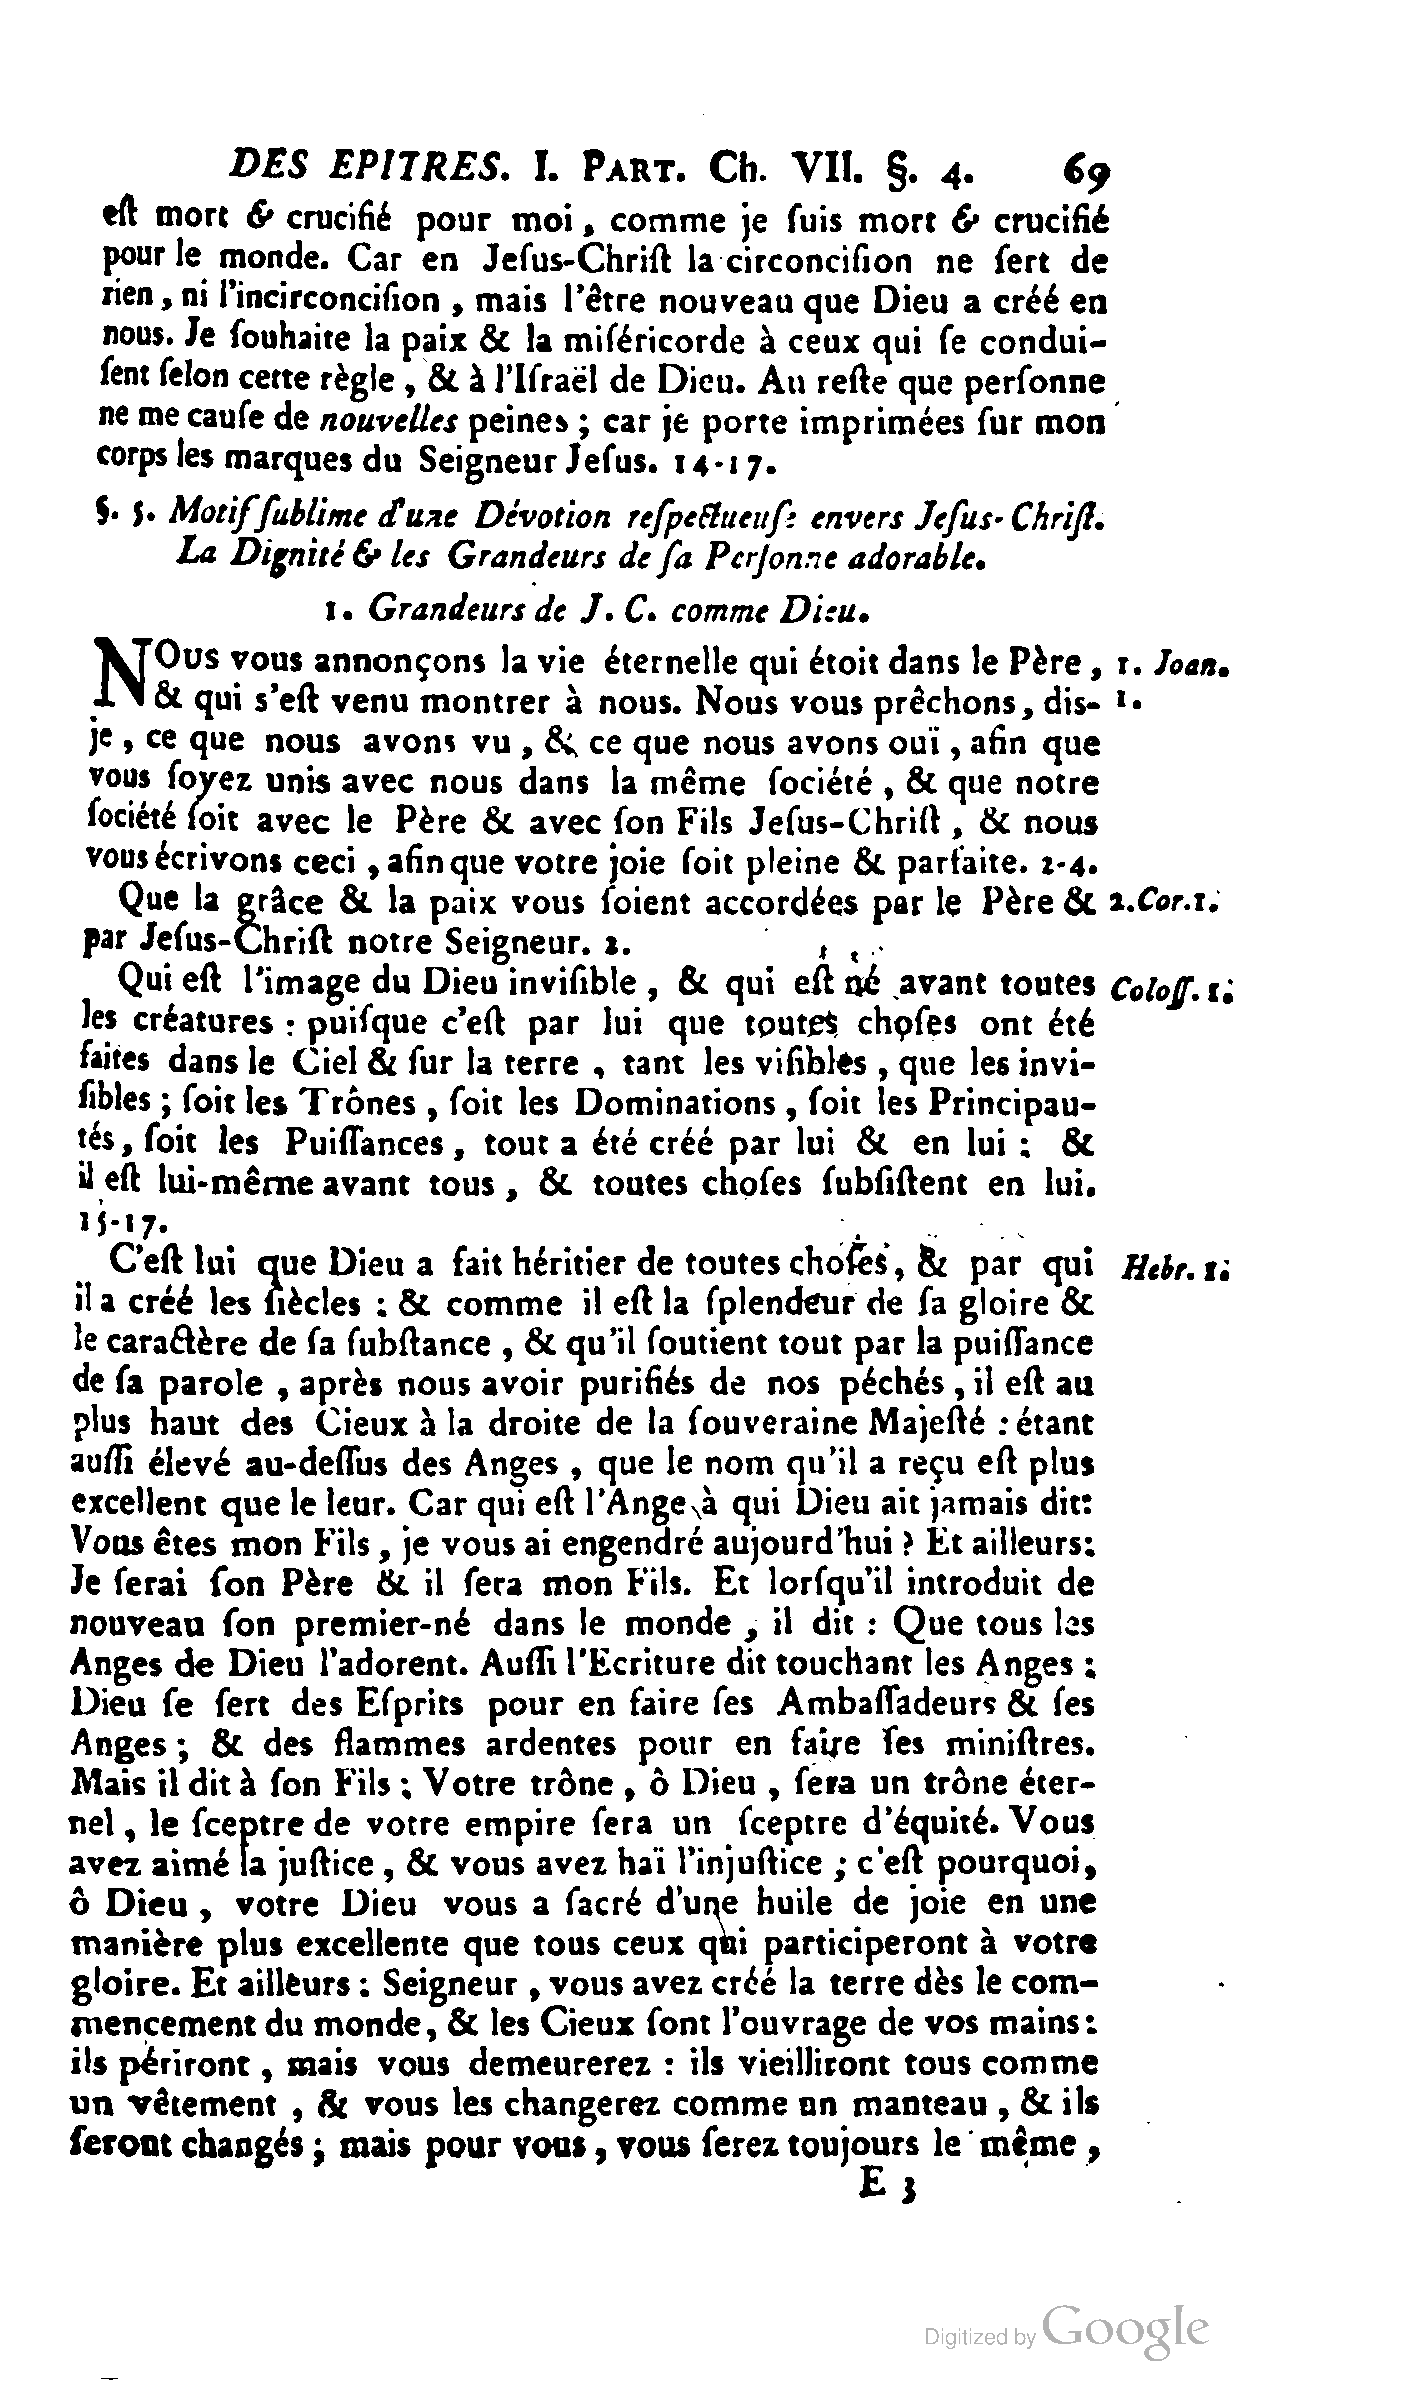 DES EPITRES. I. PART. Ch. VII. §. 4. 69
eſt mort & crucifié pour moi, comme je ſuis mort & crucifié
pour le monde. Car en Jeſus-Chriſt la circonciſion ne ſert de
rien, ni l'incirconciſion, mais l'être nouveau que Dieu a créé en
nous. Je ſouhaite la paix & la miſéricorde à ceux qui ſe condui-
ſent ſelon cette règle, & à l'Iſraël de Dieu. Au reſte que perſonne
ne me cauſe de nouvelles peines ; car je porte imprimées ſur mon
corps les marques du Seigneur Jeſus. 14-17.
§. 5. Motif ſublime d'une Dévotion reſpectueuſe envers Jeſus-Chriſt.
La Dignité & les Grandeurs de ſa Perſonne adorable.
1. Grandeurs de J. C. comme Dieu.
NOus vous annonçons la vie éternelle qui étoit dans le Père, 1. Joan.
& qui s'eſt venu montrer à nous. Nous vous prêchons, dis- 1.
je, ce que nous avons vu, & ce que nous avons ouï, afin que
vous ſoyez unis avec nous dans la même ſociété, & que notre
ſociété ſoit avec le Père & avec ſon Fils Jeſus-Chriſt, & nous
vous écrivons ceci, afin que votre joie ſoit pleine & parfaite. 2-4.
Que la grâce & la paix vous ſoient accordées par le Père & 2.Cor.1.
par Jeſus-Chriſt notre Seigneur. 2.
Qui eſt l'image du Dieu inviſible, & qui eſt né avant toutes Coloſſ. 1.
les créatures : puiſque c'eſt par lui que toutes choſes ont été
faites dans le Ciel & ſur la terre, tant les viſibles, que les invi-
ſibles ; ſoit les Trônes, ſoit les Dominations, ſoit les Principau-
tés, ſoit les Puiſſances, tout a été créé par lui & en lui : &
il eſt lui-même avant tous, & toutes choſes ſubſiſtent en lui.
15-17.
C'eſt lui que Dieu a fait héritier de toutes choſes, & par qui Hebr. 1.
il a créé les ſiècles : & comme il eſt la ſplendeur de ſa gloire &
le caractère de ſa ſubſtance, & qu'il ſoutient tout par la puiſſance
de ſa parole, après nous avoir purifiés de nos péchés, il eſt au
plus haut des Cieux à la droite de la ſouveraine Majeſté : étant
auſſi élevé au-deſſus des Anges, que le nom qu'il a reçu eſt plus
excellent que le leur. Car qui eſt l'Ange à qui Dieu ait jamais dit:
Vous êtes mon Fils, je vous ai engendré aujourd'hui ? Et ailleurs:
Je ſerai ſon Père & il ſera mon Fils. Et lorſqu'il introduit de
nouveau ſon premier-né dans le monde, il dit : Que tous les
Anges de Dieu l'adorent. Auſſi l'Ecriture dit touchant les Anges :
Dieu ſe ſert des Eſprits pour en faire ſes Ambaſſadeurs & ſes
Anges ; & des flammes ardentes pour en faire ſes miniſtres.
Mais il dit à ſon Fils : Votre trône, ô Dieu, ſera un trône éter-
nel, le ſceptre de votre empire ſera un ſceptre d'équité. Vous
avez aimé la juſtice, & vous avez haï l'injuſtice ; c'eſt pourquoi,
ô Dieu, votre Dieu vous a ſacré d'une huile de joie en une
manière plus excellente que tous ceux qui participeront à votre
gloire. Et ailleurs : Seigneur, vous avez créé la terre dès le com-
mencement du monde, & les Cieux ſont l'ouvrage de vos mains:
ils périront, mais vous demeurerez : ils vieilliront tous comme
un vêtement, & vous les changerez comme un manteau, & ils
ſeront changés ; mais pour vous, vous ſerez toujours le même,
E 3
Digitized by Google